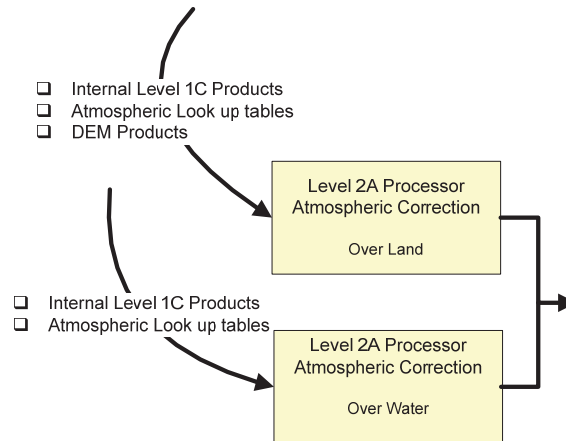 ❑ Internal Level 1C Products
❑ Atmospheric Look up tables
❑ DEM Products
Level 2A Processor
Atmospheric Correction
Over Land
❑ Internal Level 1C Products
❑ Atmospheric Look up tables
Level 2A Processor
Atmospheric Correction
Over Water